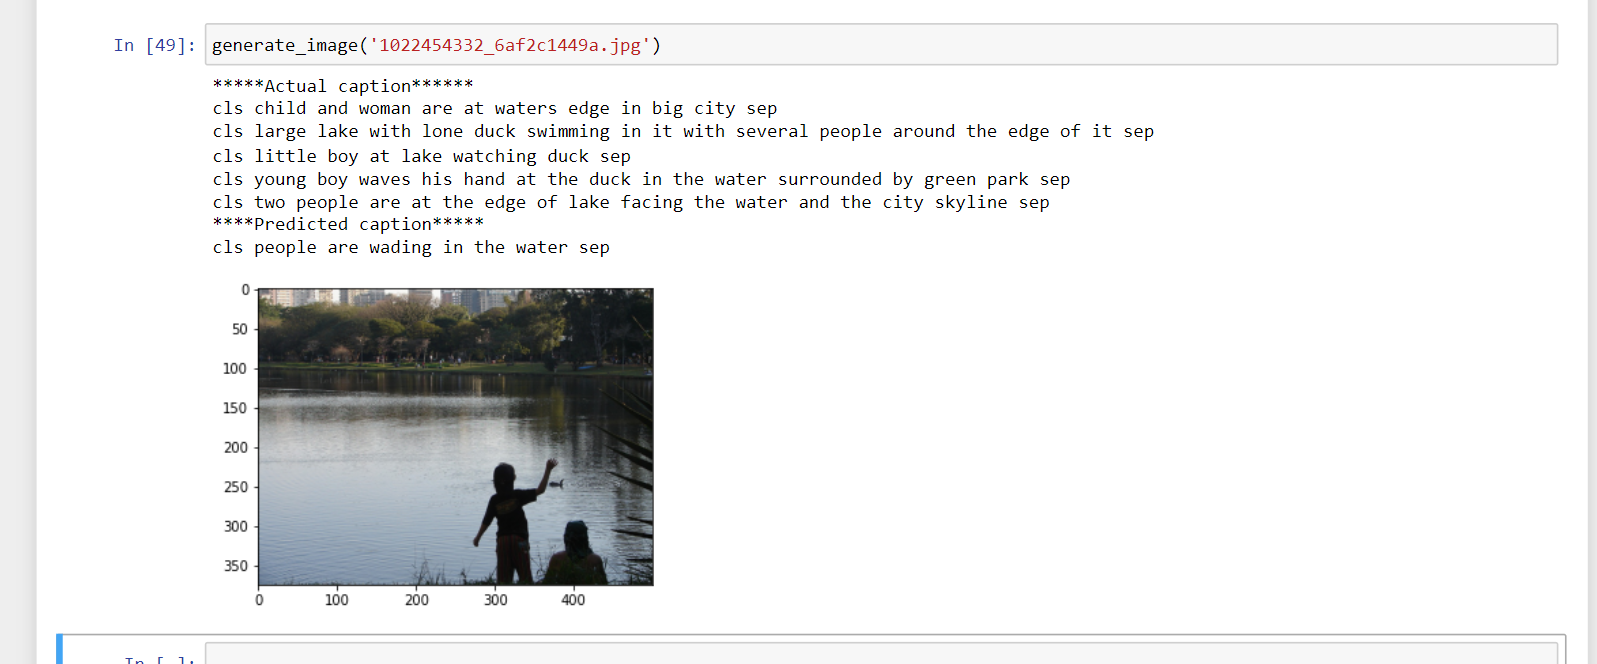 In [49]: generate_image('1022454332_6af2c1449a.jpg')
*****Actual caption******
cls child and woman are at waters edge in big city sep
cls large lake with lone duck swimming in it with several people around the edge of it sep
cls little boy at lake watching duck sep
cls young boy waves his hand at the duck in the water surrounded by green park sep
cls two people are at the edge of lake facing the water and the city skyline sep
****Predicted caption*****
cls people are wading in the water sep
0
50
100
150
200
250
300
350
0 100 200 300 400
In [ ]: